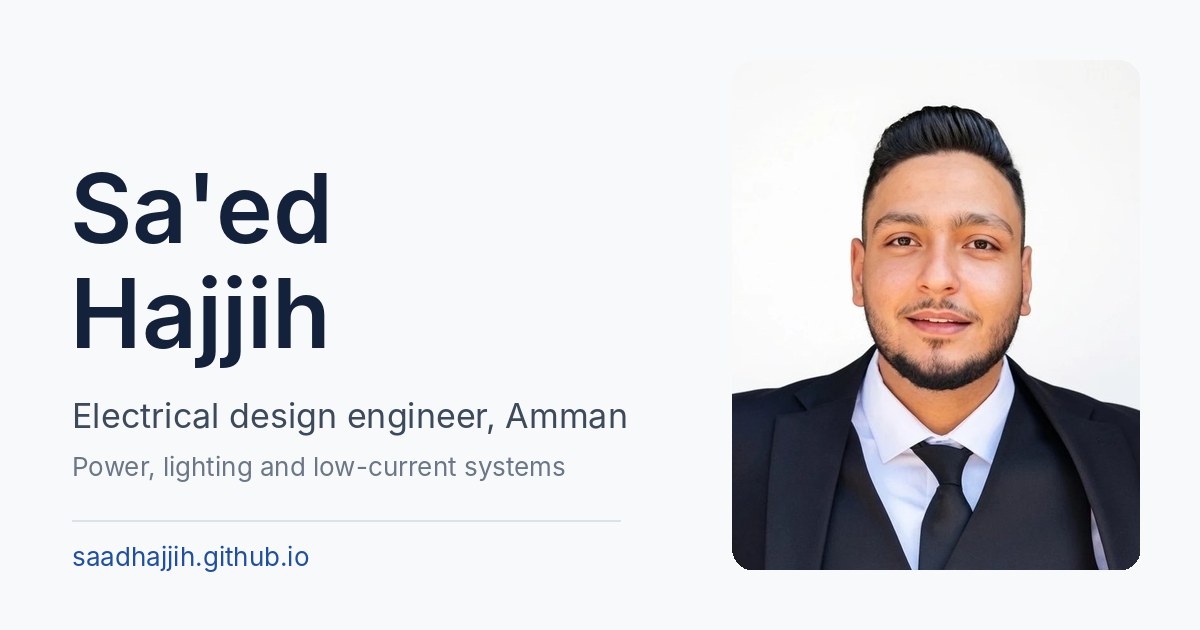 Sa'ed
Hajjih
Electrical design engineer, Amman
Power, lighting and low-current systems
saadhajjih.github.io